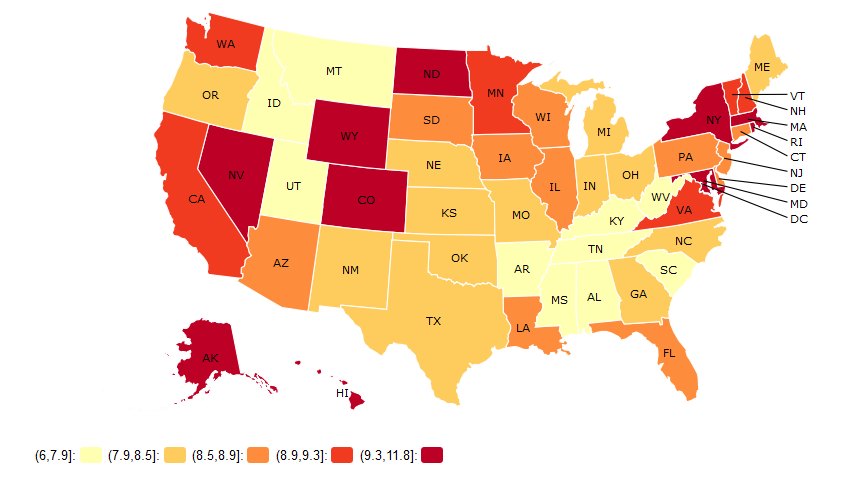 WA
MT
ND
MN
ME
OR
ID
WY
SD
WI
MI
NY
VT
NH
MA
RI
CT
NJ
DE
MD
DC
NV
UT
CO
NE
IA
IL
IN
OH
PA
WV
VA
CA
KS
MO
KY
AZ
NM
OK
AR
TN
NC
SC
TX
LA
MS
AL
GA
FL
AK
HI
(6,7.9]: (7.9,8.5]: (8.5,8.9]: (8.9,9.3]: (9.3,11.8]: